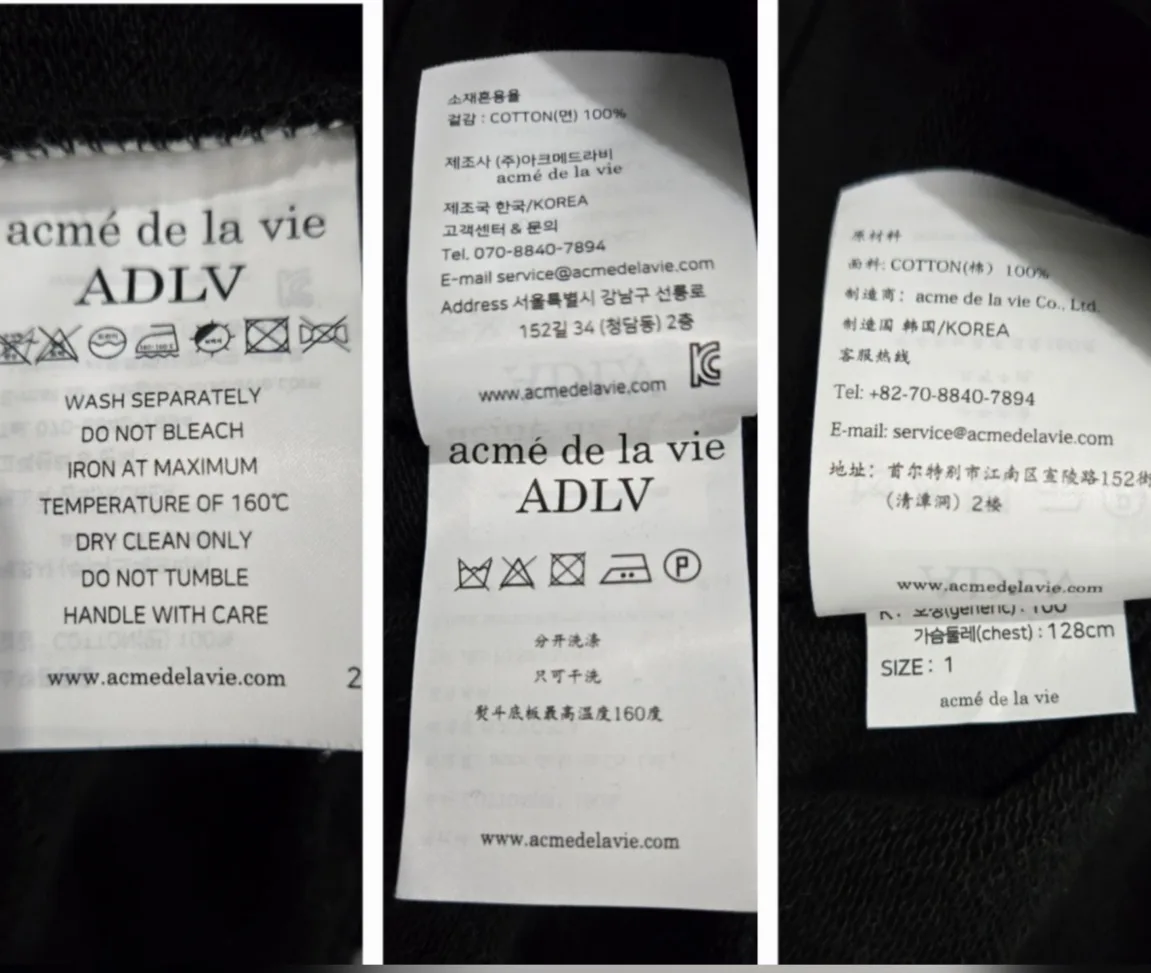 acmé de la vie
ADLV
WASH SEPARATELY
DO NOT BLEACH
IRON AT MAXIMUM
TEMPERATURE OF 160℃
DRY CLEAN ONLY
DO NOT TUMBLE
HANDLE WITH CARE
www.acmedelavie.com
2
소재혼용율
겉감 : COTTON(면) 100%
제조사 (주)아크메드라비
acmé de la vie
제조국 한국/KOREA
고객센터 & 문의
Tel. 070-8840-7894
E-mail service@acmedelavie.com
Address 서울특별시 강남구 선릉로
152길 34 (청담동) 2층
www.acmedelavie.com
acmé de la vie
ADLV
P
分开洗涤
只可干洗
熨斗底板最高温度160度
www.acmedelavie.com
原材料
面料: COTTON(棉) 100%
制造商: acme de la vie Co., Ltd.
制造国 韩国/KOREA
客服热线
Tel: +82-70-8840-7894
E-mail: service@acmedelavie.com
地址: 首尔特别市江南区宣陵路152街
(清潭洞) 2楼
www.acmedelavie.com
K: 호칭(generic) : 100
가슴둘레(chest) : 128cm
SIZE : 1
acmé de la vie